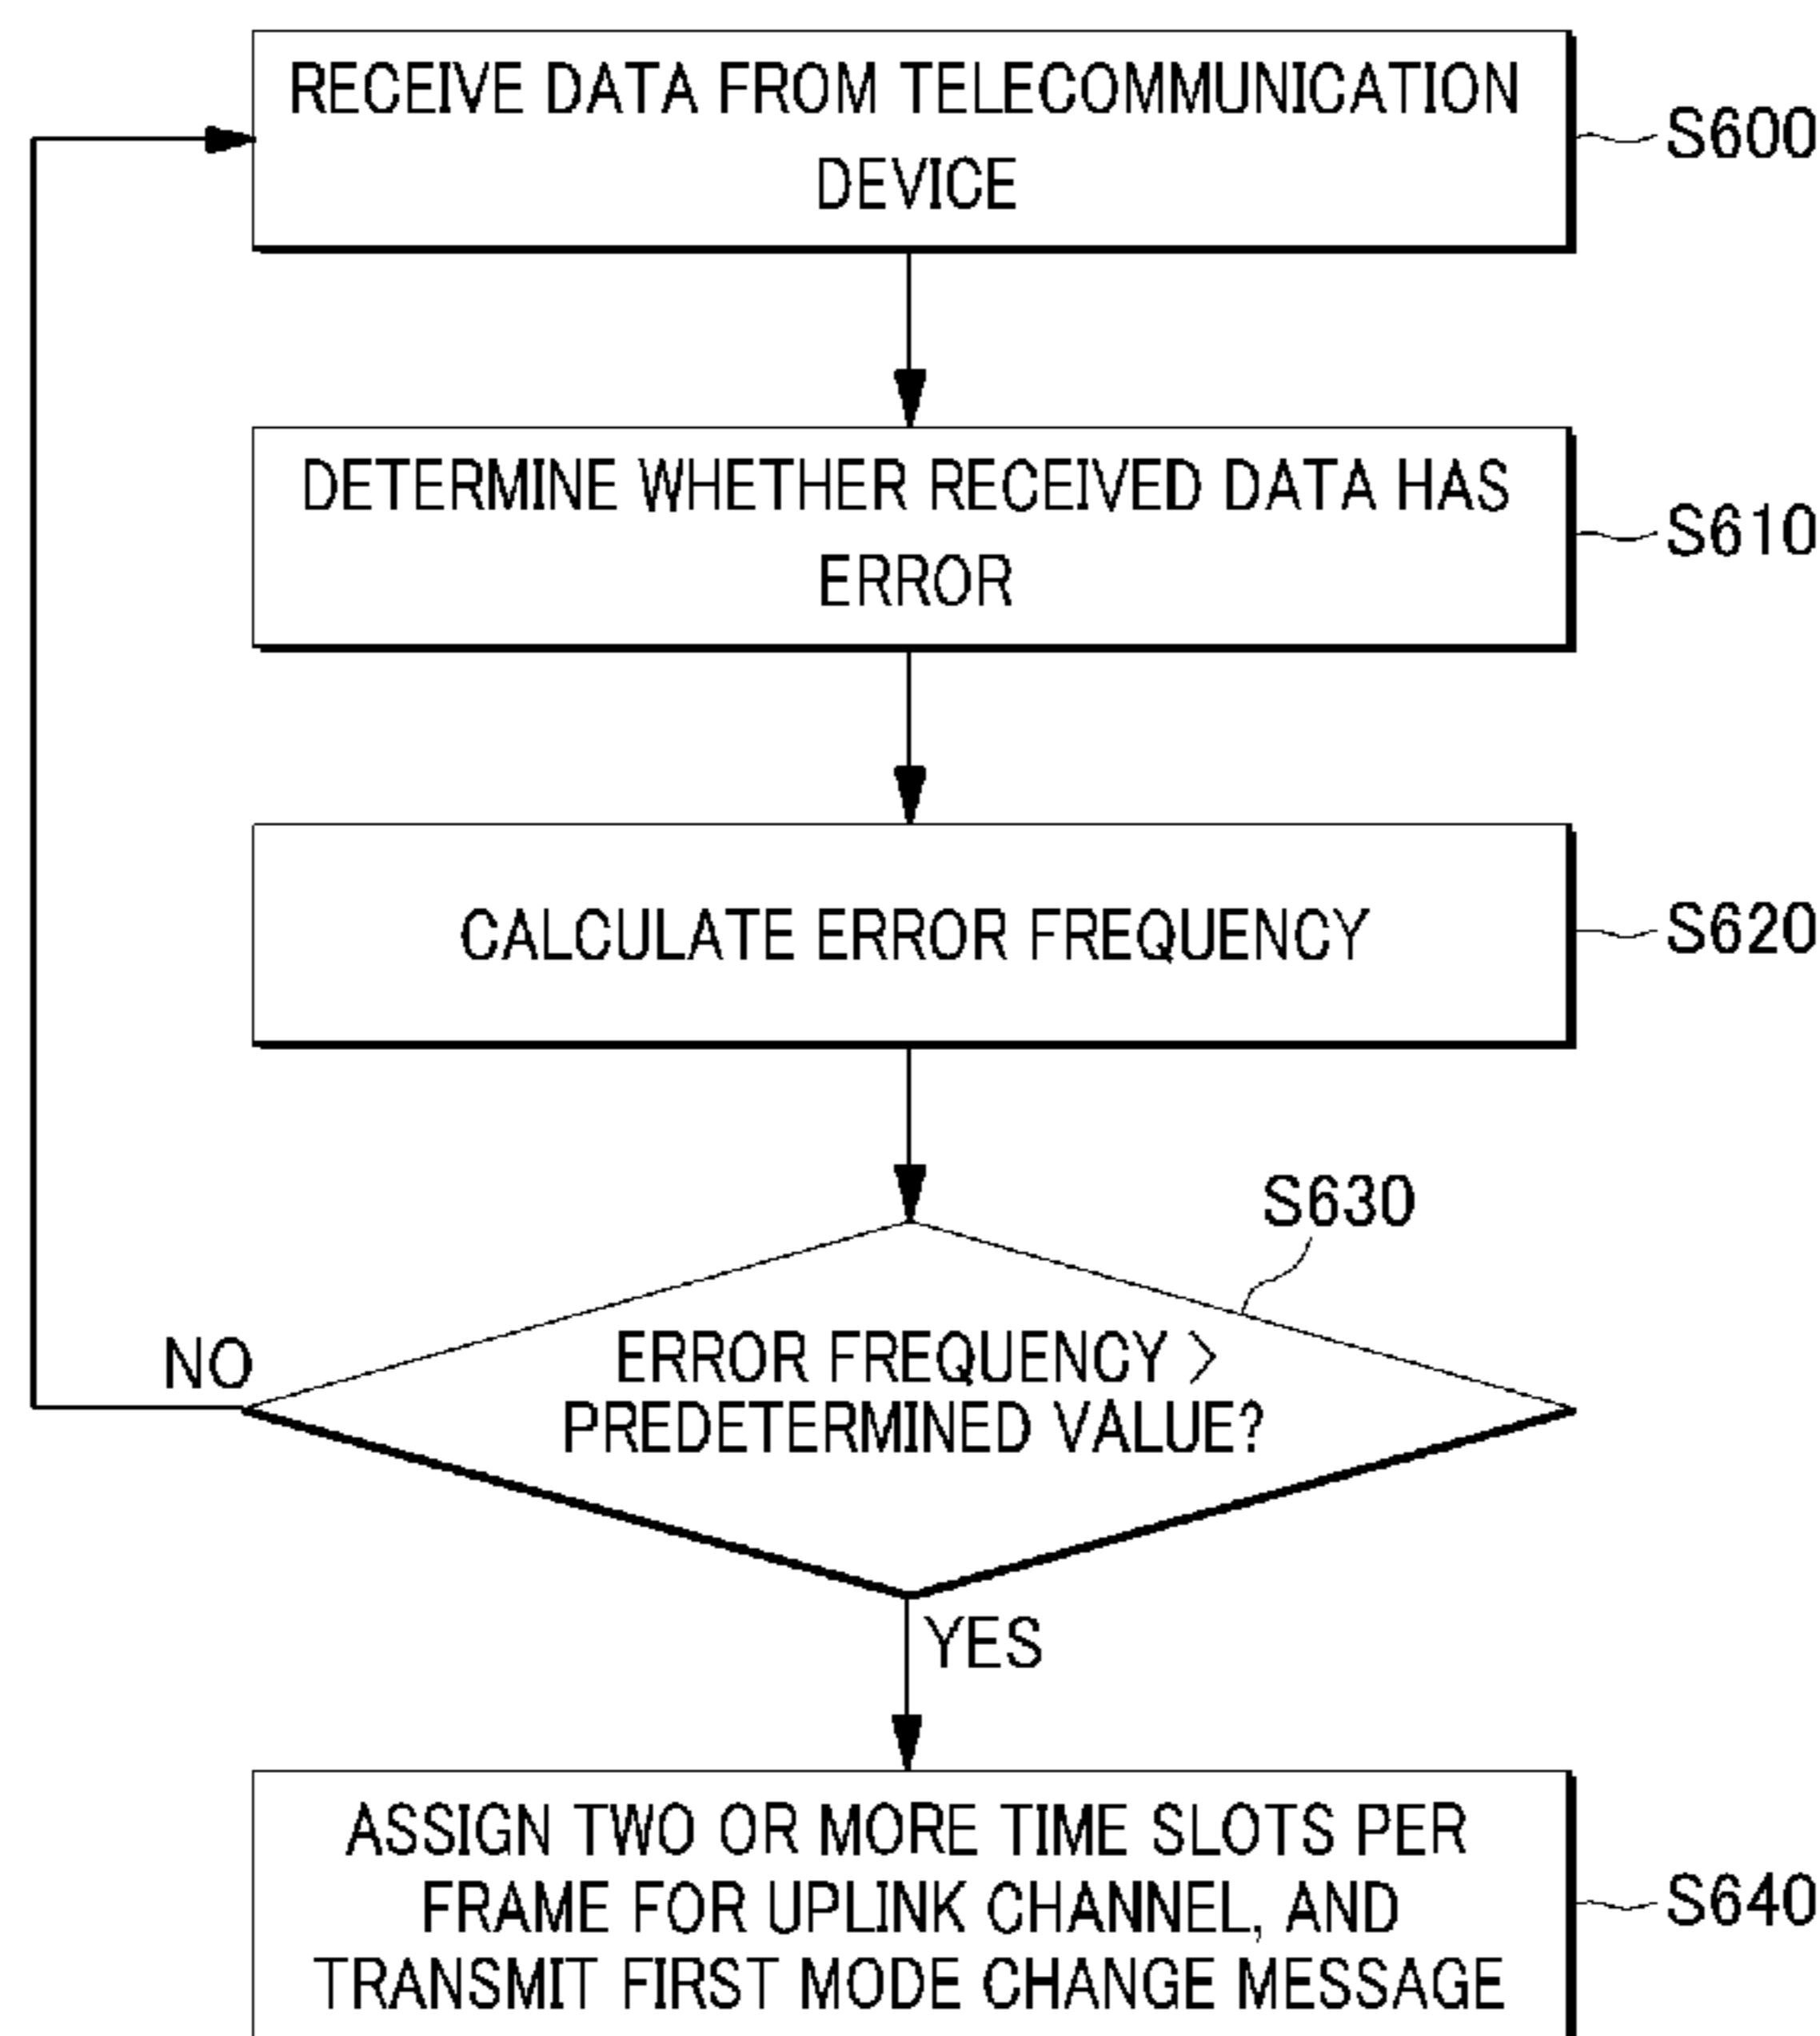 RECEIVE DATA FROM TELECOMMUNICATION
DEVICE
S600
DETERMINE WHETHER RECEIVED DATA HAS
ERROR
S610
CALCULATE ERROR FREQUENCY
S620
S630
ERROR FREQUENCY >
PREDETERMINED VALUE?
NO
YES
ASSIGN TWO OR MORE TIME SLOTS PER
FRAME FOR UPLINK CHANNEL, AND
TRANSMIT FIRST MODE CHANGE MESSAGE
S640